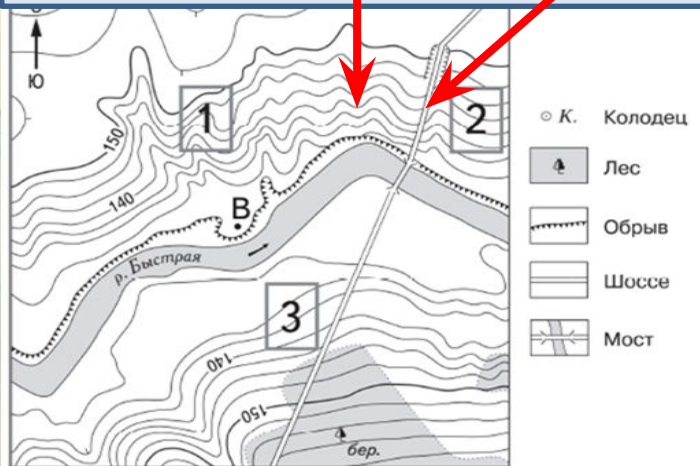 Ю
1
2
150
140
В
р. Быстрая
3
140
150
бер.
К. Колодец
Лес
Обрыв
Шоссе
Мост